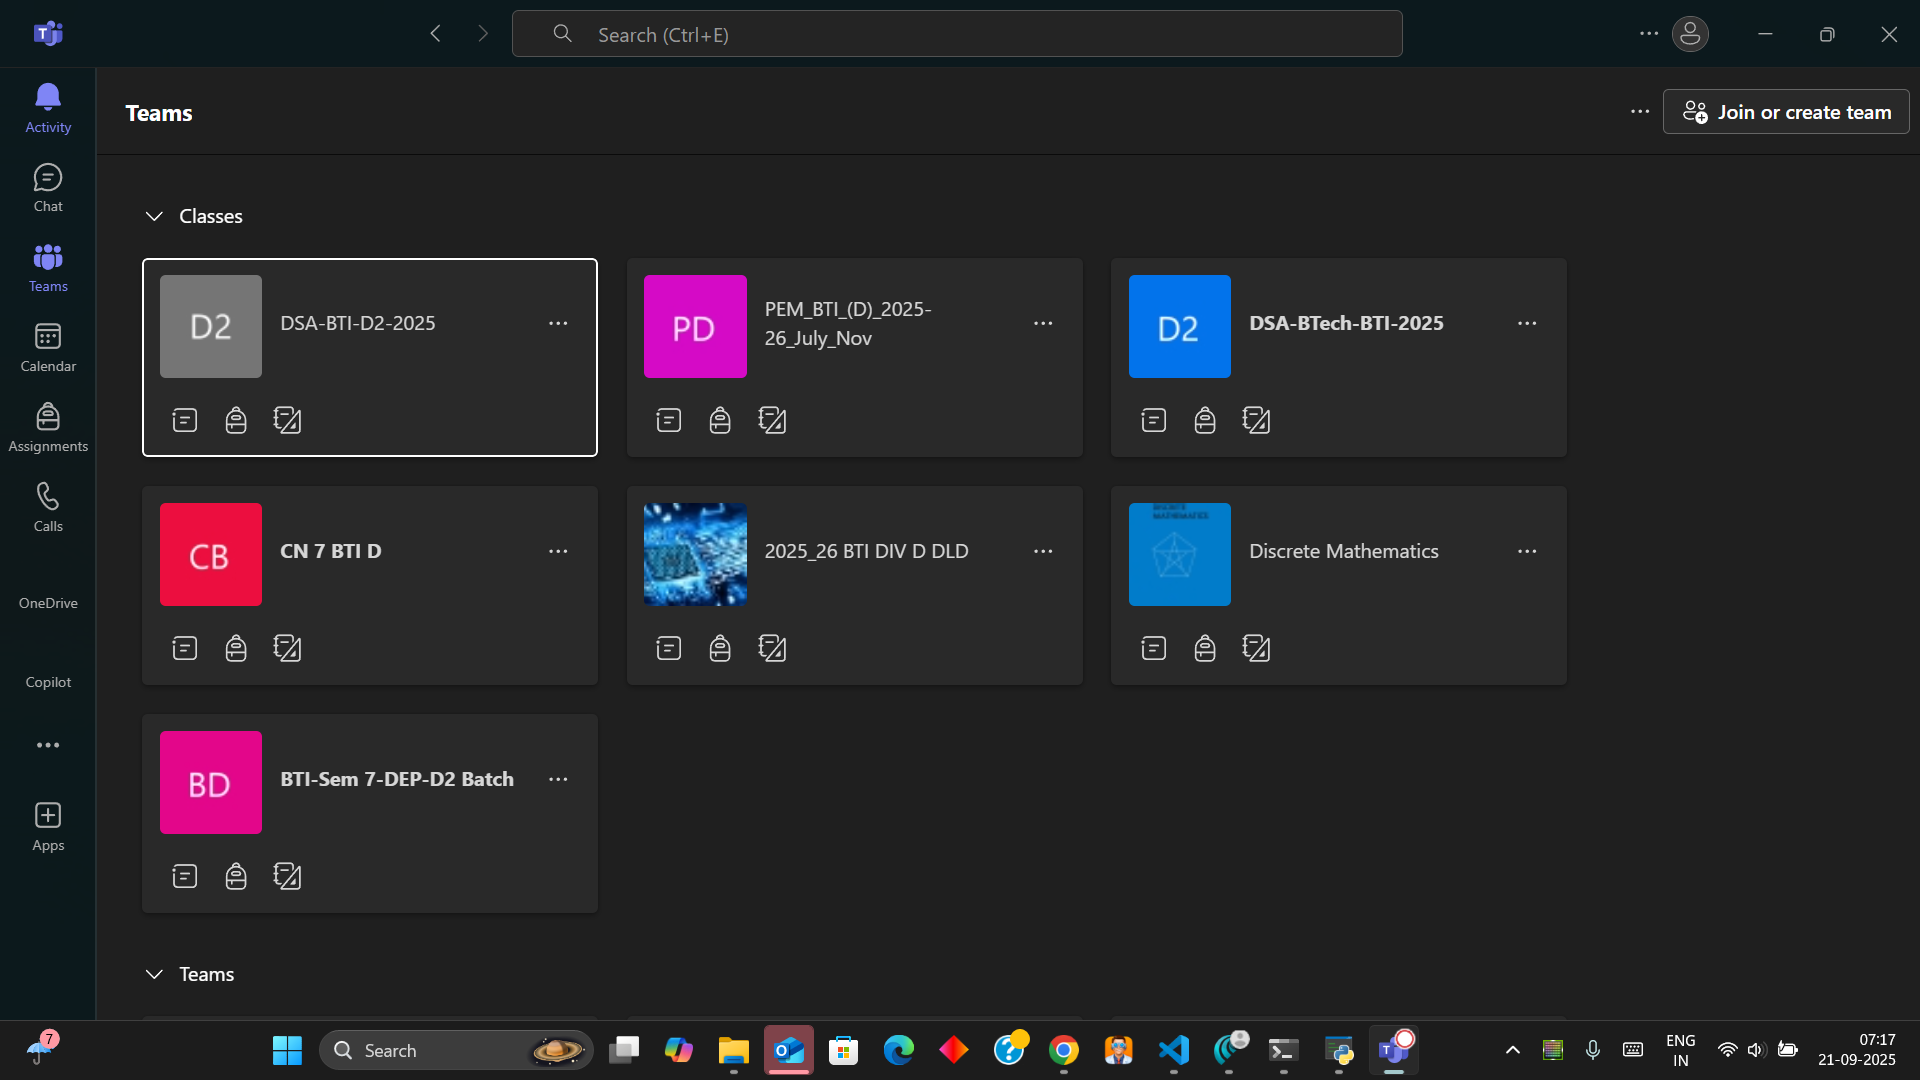 Search (Ctrl+E)
Activity
Chat
Teams
Calendar
Assignments
Calls
OneDrive
Copilot
Apps
Teams
Join or create team
Classes
D2
DSA-BTI-D2-2025
PD
PEM_BTI_(D)_2025-
26_July_Nov
D2
DSA-BTech-BTI-2025
CB
CN 7 BTI D
2025_26 BTI DIV D DLD
DISCRETE
MATHEMATICS
Discrete Mathematics
BD
BTI-Sem 7-DEP-D2 Batch
Teams
7
Search
ENG
IN
07:17
21-09-2025